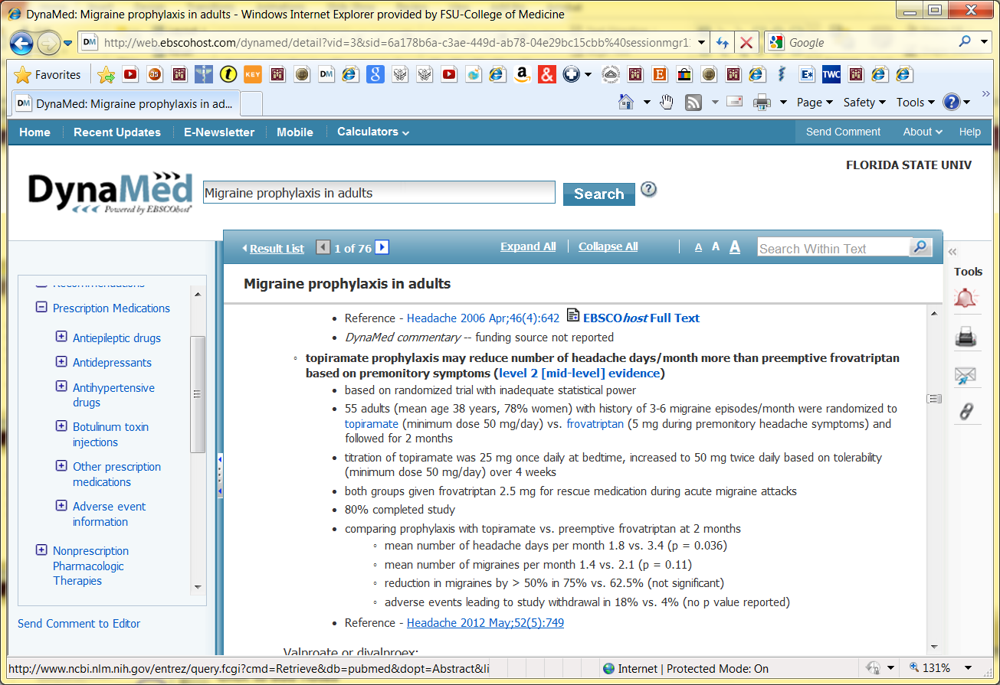 DynaMed: Migraine prophylaxis in adults - Windows Internet Explorer provided by FSU-College of Medicine
DM http://web.ebscohost.com/dynamed/detail?vid=3&sid=6a178b6a-c3ae-449d-ab78-04e29bc15cbb%40sessionmgr1 Google
Favorites 35 KEY DM TWC
DM DynaMed: Migraine prophylaxis in ad... Page Safety Tools
Home Recent Updates E-Newsletter Mobile Calculators Send Comment About Help
FLORIDA STATE UNIV
DynaMed Migraine prophylaxis in adults Search ?
Powered by EBSCOhost
Result List 1 of 76 Expand All Collapse All A A A Search Within Text
Tools
Migraine prophylaxis in adults
Recommendations
Prescription Medications
Antiepileptic drugs
Antidepressants
Antihypertensive
drugs
Botulinum toxin
injections
Other prescription
medications
Adverse event
information
Nonprescription
Pharmacologic
Therapies
Send Comment to Editor
• Reference - Headache 2006 Apr;46(4):642 EBSCOhost Full Text
• DynaMed commentary -- funding source not reported
◦ topiramate prophylaxis may reduce number of headache days/month more than preemptive frovatriptan
based on premonitory symptoms (level 2 [mid-level] evidence)
• based on randomized trial with inadequate statistical power
• 55 adults (mean age 38 years, 78% women) with history of 3-6 migraine episodes/month were randomized to
topiramate (minimum dose 50 mg/day) vs. frovatriptan (5 mg during premonitory headache symptoms) and
followed for 2 months
• titration of topiramate was 25 mg once daily at bedtime, increased to 50 mg twice daily based on tolerability
(minimum dose 50 mg/day) over 4 weeks
• both groups given frovatriptan 2.5 mg for rescue medication during acute migraine attacks
• 80% completed study
• comparing prophylaxis with topiramate vs. preemptive frovatriptan at 2 months
◦ mean number of headache days per month 1.8 vs. 3.4 (p = 0.036)
◦ mean number of migraines per month 1.4 vs. 2.1 (p = 0.11)
◦ reduction in migraines by > 50% in 75% vs. 62.5% (not significant)
◦ adverse events leading to study withdrawal in 18% vs. 4% (no p value reported)
• Reference - Headache 2012 May;52(5):749
Valproate or divalproex:
http://www.ncbi.nlm.nih.gov/entrez/query.fcgi?cmd=Retrieve&db=pubmed&dopt=Abstract&li Internet | Protected Mode: On 131%